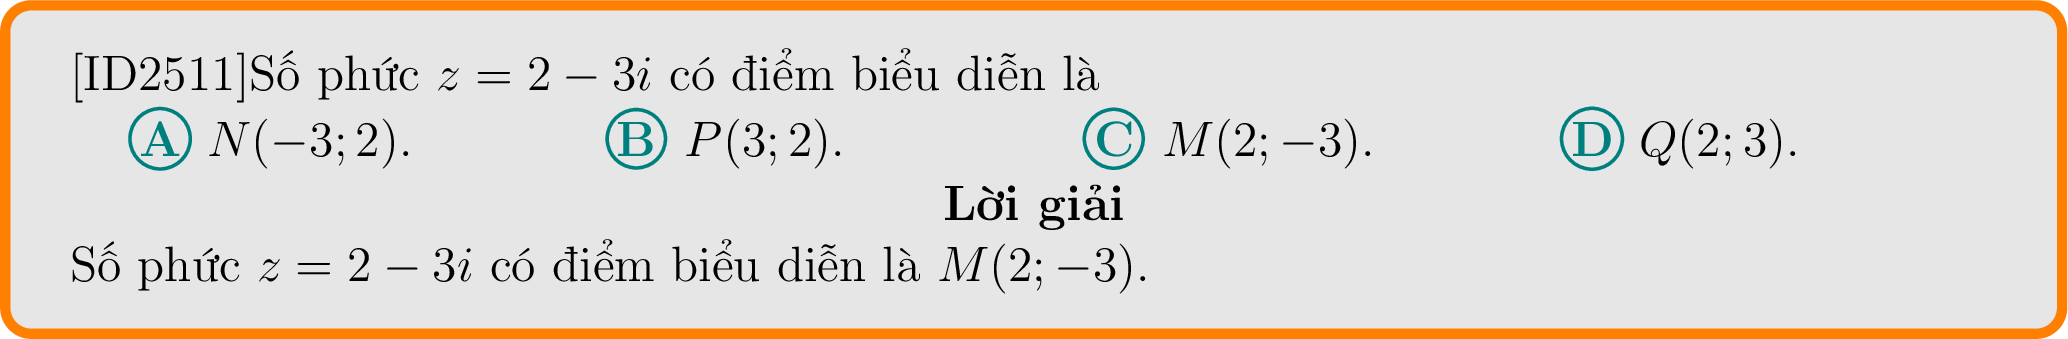 [ID2511]Số phức z = 2 − 3i có điểm biểu diễn là
A N(−3; 2). B P(3; 2). C M(2; −3). D Q(2; 3).
Lời giải
Số phức z = 2 − 3i có điểm biểu diễn là M(2; −3).